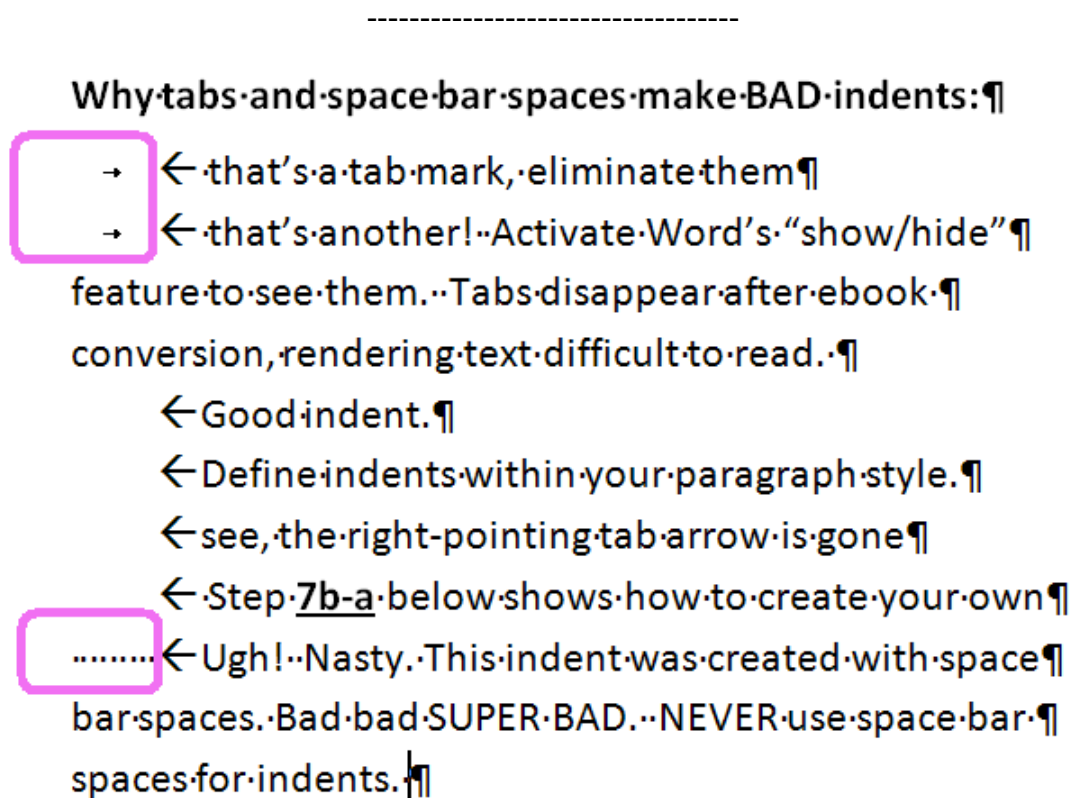 -----------------------------------
Why·tabs·and·space·bar·spaces·make·BAD·indents:¶
→ ←·that’s·a·tab·mark,·eliminate·them¶
→ ←·that’s·another!··Activate·Word’s·“show/hide”¶
feature·to·see·them.··Tabs·disappear·after·ebook·¶
conversion,·rendering·text·difficult·to·read.·¶
←Good·indent.¶
←Define·indents·within·your·paragraph·style.¶
←see,·the·right-pointing·tab·arrow·is·gone¶
←·Step·7b-a·below·shows·how·to·create·your·own¶
·········←Ugh!··Nasty.·This·indent·was·created·with·space¶
bar·spaces.·Bad·bad·SUPER·BAD.··NEVER·use·space·bar·¶
spaces·for·indents.·¶